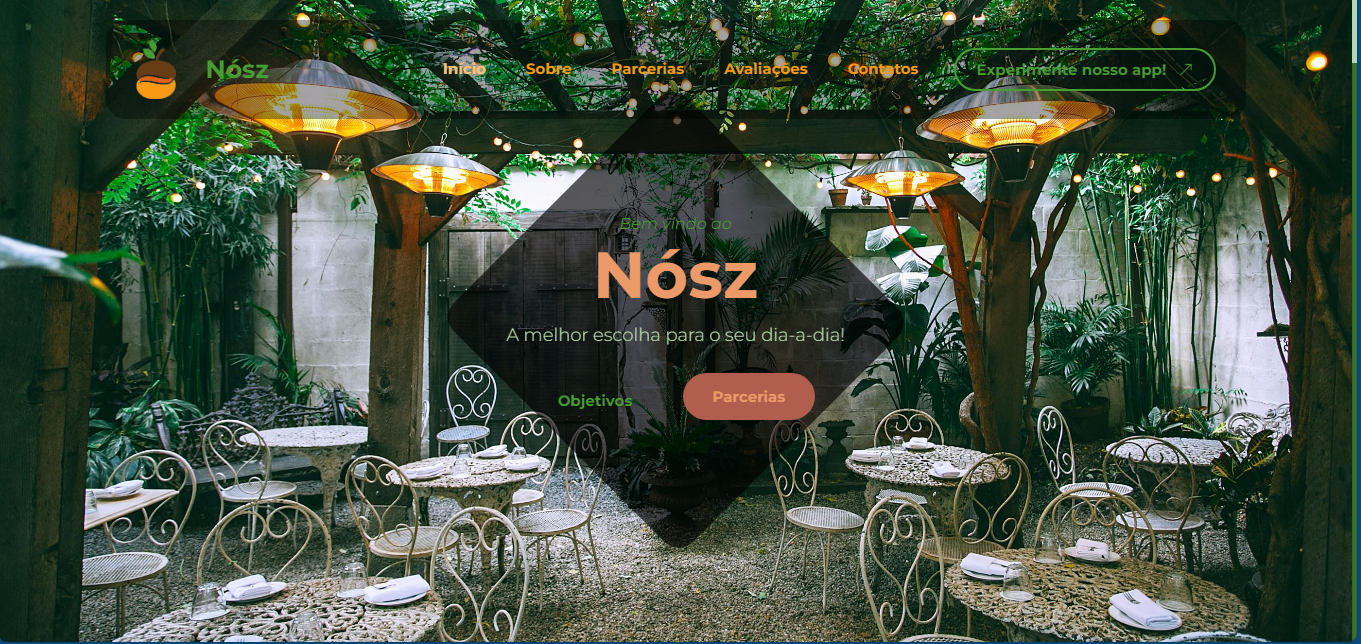 Nósz
Início
Sobre
Parcerias
Avaliações
Contatos
Experimente nosso app!
Bem vindo ao
Nósz
A melhor escolha para o seu dia-a-dia!
Objetivos
Parcerias